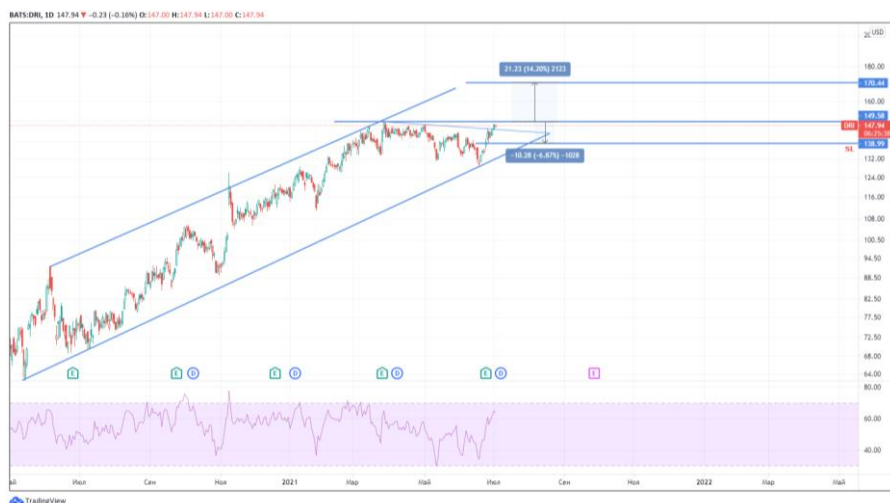 BATS:DRI, 1D 147.94 ▼ −0.23 (−0.16%) O:147.00 H:147.94 L:147.00 C:147.94
USD
180.00
21.23 (14.20%) 2123
170.44
160.00
149.58
DRI 147.94
138.99
SL
−10.28 (−6.87%) −1028
132.00
124.00
116.00
108.00
100.50
94.50
88.50
82.50
77.50
72.50
68.00
64.00
E E D E D E D E D E
80.00
60.00
40.00
Июл Сен Ноя 2021 Мар Май Июл Сен Ноя 2022 Мар Май
TradingView